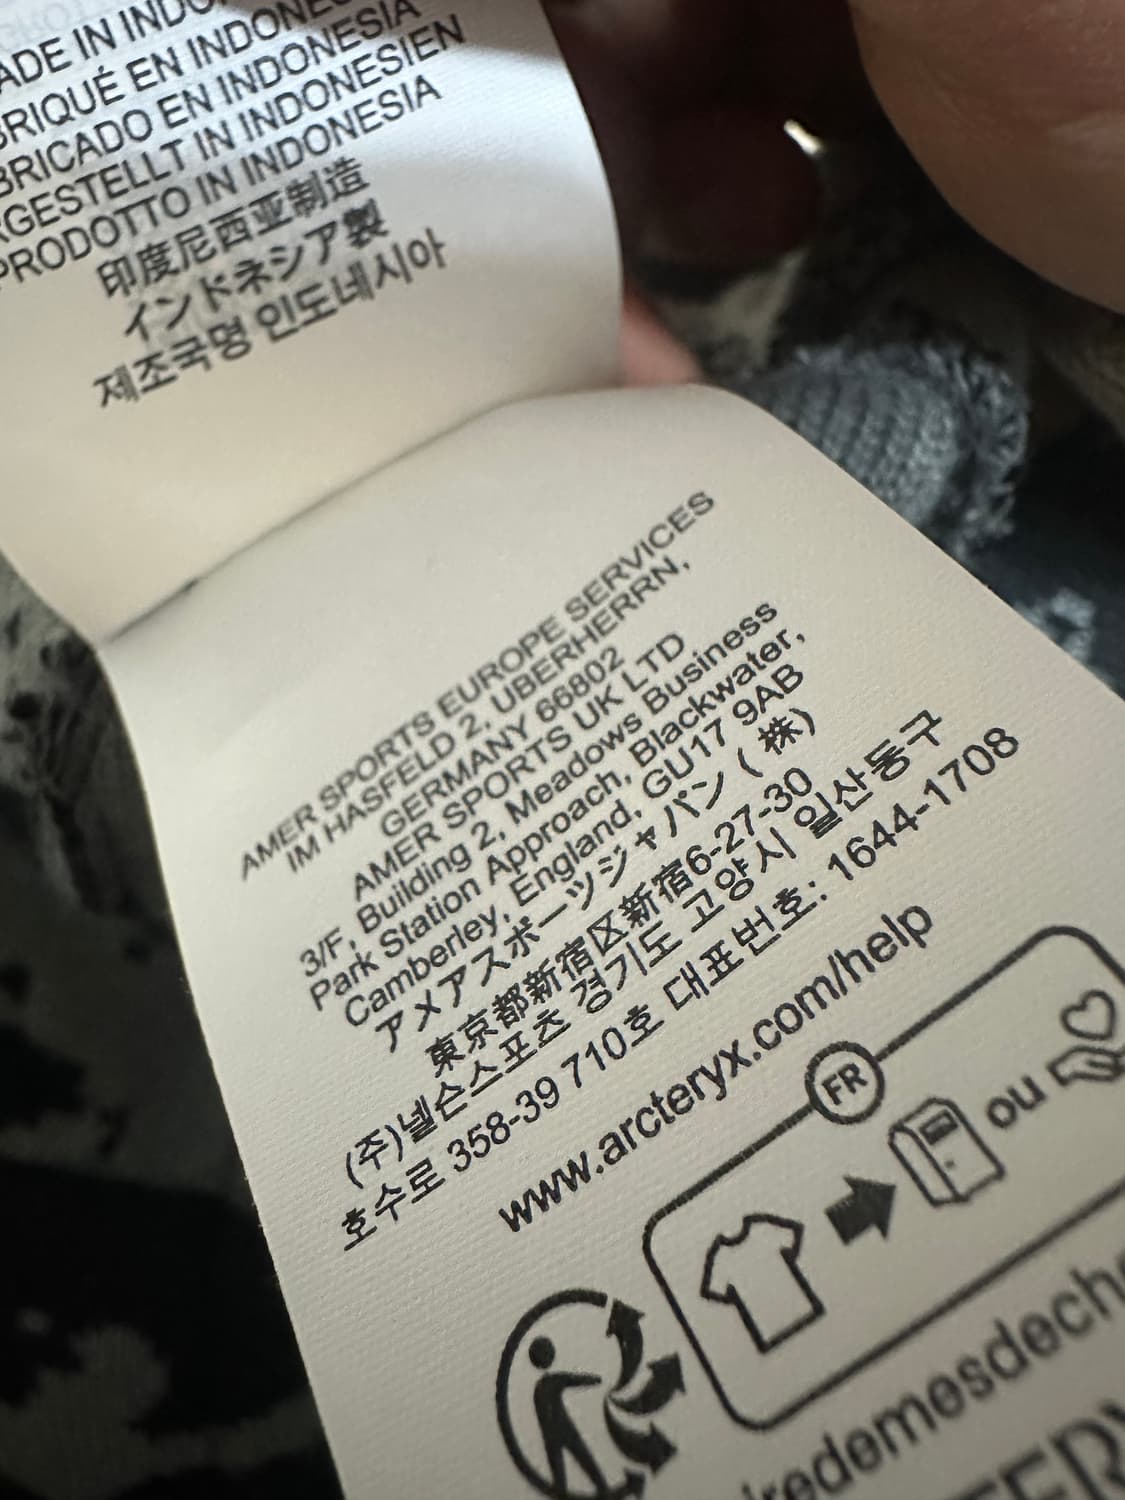 ADE IN INDO
BRIQUÉ EN INDONE
BRICADO EN INDONESIA
RGESTELLT IN INDONESIEN
PRODOTTO IN INDONESIA
印度尼西亚制造
インドネシア製
제조국명 인도네시아
AMER SPORTS EUROPE SERVICES
IM HASFELD 2, UBERHERRN,
GERMANY 66802
AMER SPORTS UK LTD
3/F, Building 2, Meadows Business
Park Station Approach, Blackwater,
Camberley, England, GU17 9AB
アメアスポーツジャパン (株)
東京都新宿区新宿6-27-30
(주)넬슨스포츠 경기도 고양시 일산동구
호수로 358-39 710호 대표번호: 1644-1708
www.arcteryx.com/help
FR
ou
iredemesdeche
TERY